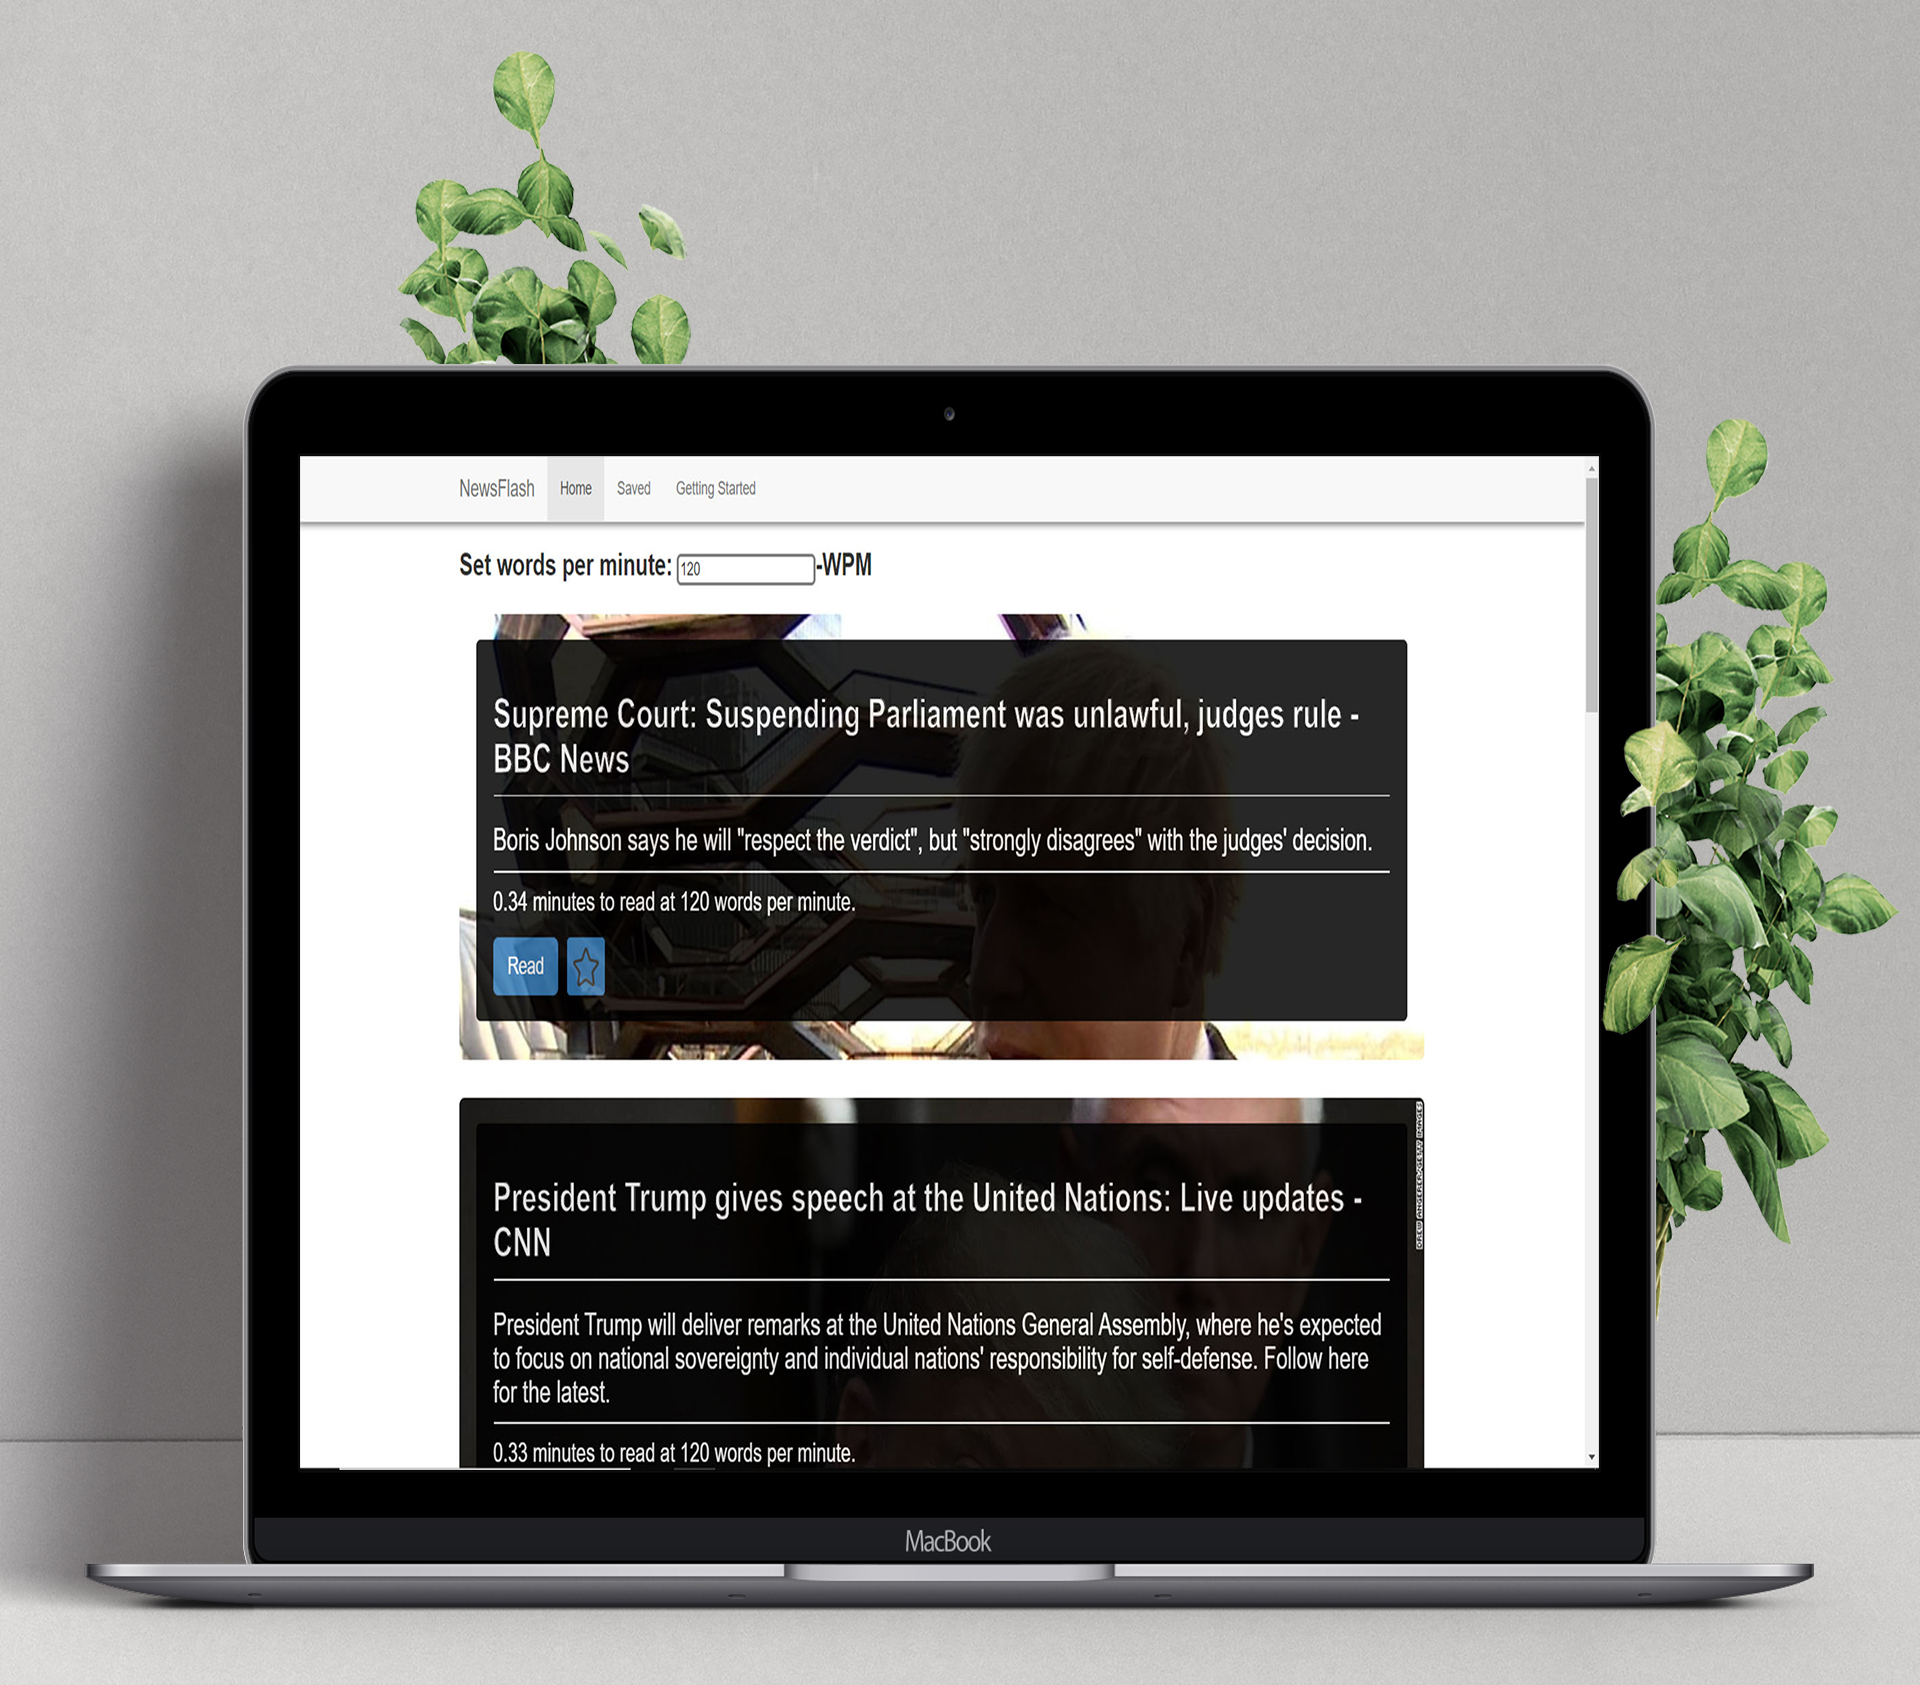 NewsFlash Home Saved Getting Started
Set words per minute: 120 -WPM
Supreme Court: Suspending Parliament was unlawful, judges rule -
BBC News
Boris Johnson says he will "respect the verdict", but "strongly disagrees" with the judges' decision.
0.34 minutes to read at 120 words per minute.
Read
DREW ANGERER/GETTY IMAGES
President Trump gives speech at the United Nations: Live updates -
CNN
President Trump will deliver remarks at the United Nations General Assembly, where he's expected
to focus on national sovereignty and individual nations' responsibility for self-defense. Follow here
for the latest.
0.33 minutes to read at 120 words per minute.
MacBook